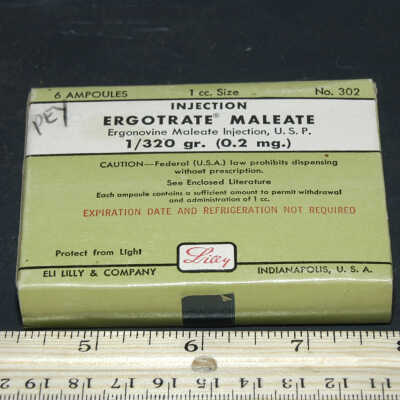 6 AMPOULES 1 cc. Size No. 302
PEY
INJECTION
ERGOTRATE® MALEATE
Ergonovine Maleate Injection, U. S. P.
1/320 gr. (0.2 mg.)
CAUTION—Federal (U.S.A.) law prohibits dispensing
without prescription.
See Enclosed Literature
Each ampoule contains a sufficient amount to permit withdrawal
and administration of 1 cc.
EXPIRATION DATE AND REFRIGERATION NOT REQUIRED
Protect from Light
Lilly
ELI LILLY & COMPANY INDIANAPOLIS, U. S. A.
5 6 7 8